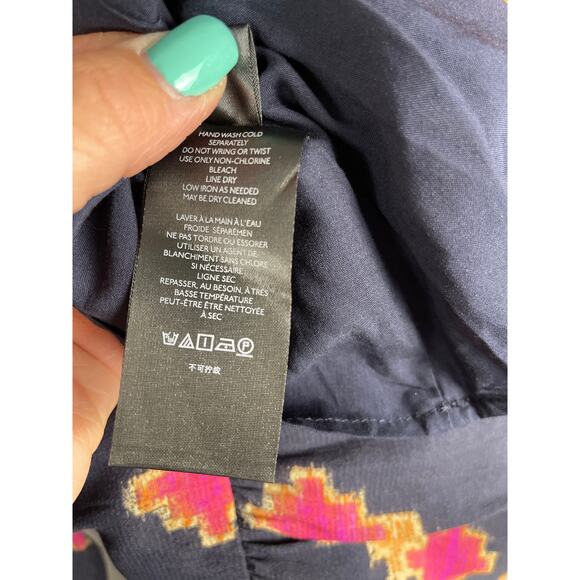 HAND WASH COLD
SEPARATELY
DO NOT WRING OR TWIST
USE ONLY NON-CHLORINE
BLEACH
LINE DRY
LOW IRON AS NEEDED
MAY BE DRY CLEANED
LAVER À LA MAIN À L'EAU
FROIDE SÉPARÉMEN
NE PAS TORDRE OU ESSORER
UTILISER UN AGENT DE
BLANCHIMENT SANS CHLORE
SI NÉCESSAIRE
LIGNE SEC
REPASSER, AU BESOIN, À TRÈS
BASSE TEMPÉRATURE
PEUT-ÊTRE ÊTRE NETTOYÉE
À SEC
P
不可拧绞